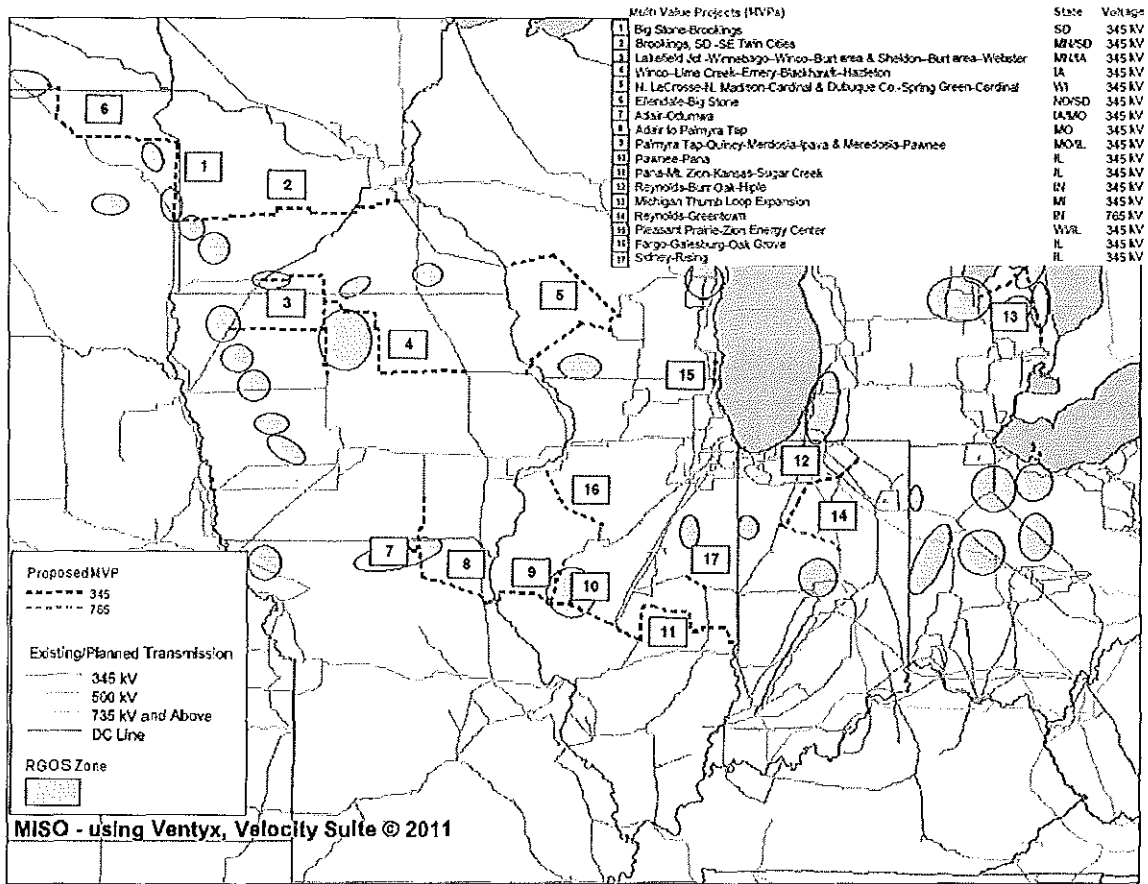 Multi Value Projects (MVPs) State Voltage
1 Big Stone-Brookings SD 345 kV
2 Brookings, SD -SE Twin Cities MN/SD 345 kV
3 Lakefield Jct -Winnebago-Winco-Burt area & Sheldon-Burt area-Webster MN/IA 345 kV
4 Winco-Lime Creek-Emery-Blackhawk-Hazleton IA 345 kV
5 N. LaCrosse-N. Madison-Cardinal & Dubuque Co.-Spring Green-Cardinal WI 345 kV
6 Ellendale-Big Stone ND/SD 345 kV
7 Adair-Ottumwa IA/MO 345 kV
8 Adair to Palmyra Tap MO 345 kV
9 Palmyra Tap-Quincy-Merdosia-Ipava & Meredosia-Pawnee MO/IL 345 kV
10 Pawnee-Pana IL 345 kV
11 Pana-Mt. Zion-Kansas-Sugar Creek IL 345 kV
12 Reynolds-Burr Oak-Hiple IN 345 kV
13 Michigan Thumb Loop Expansion MI 345 kV
14 Reynolds-Greentown IN 765 kV
15 Pleasant Prairie-Zion Energy Center WI/IL 345 kV
16 Fargo-Galesburg-Oak Grove IL 345 kV
17 Sidney-Rising IL 345 kV
6
1
2
3
4
5
13
15
12
16
14
7
8
9
10
17
11
Proposed MVP
345
765
Existing/Planned Transmission
345 kV
500 kV
735 kV and Above
DC Line
RGOS Zone
MISO - using Ventyx, Velocity Suite © 2011